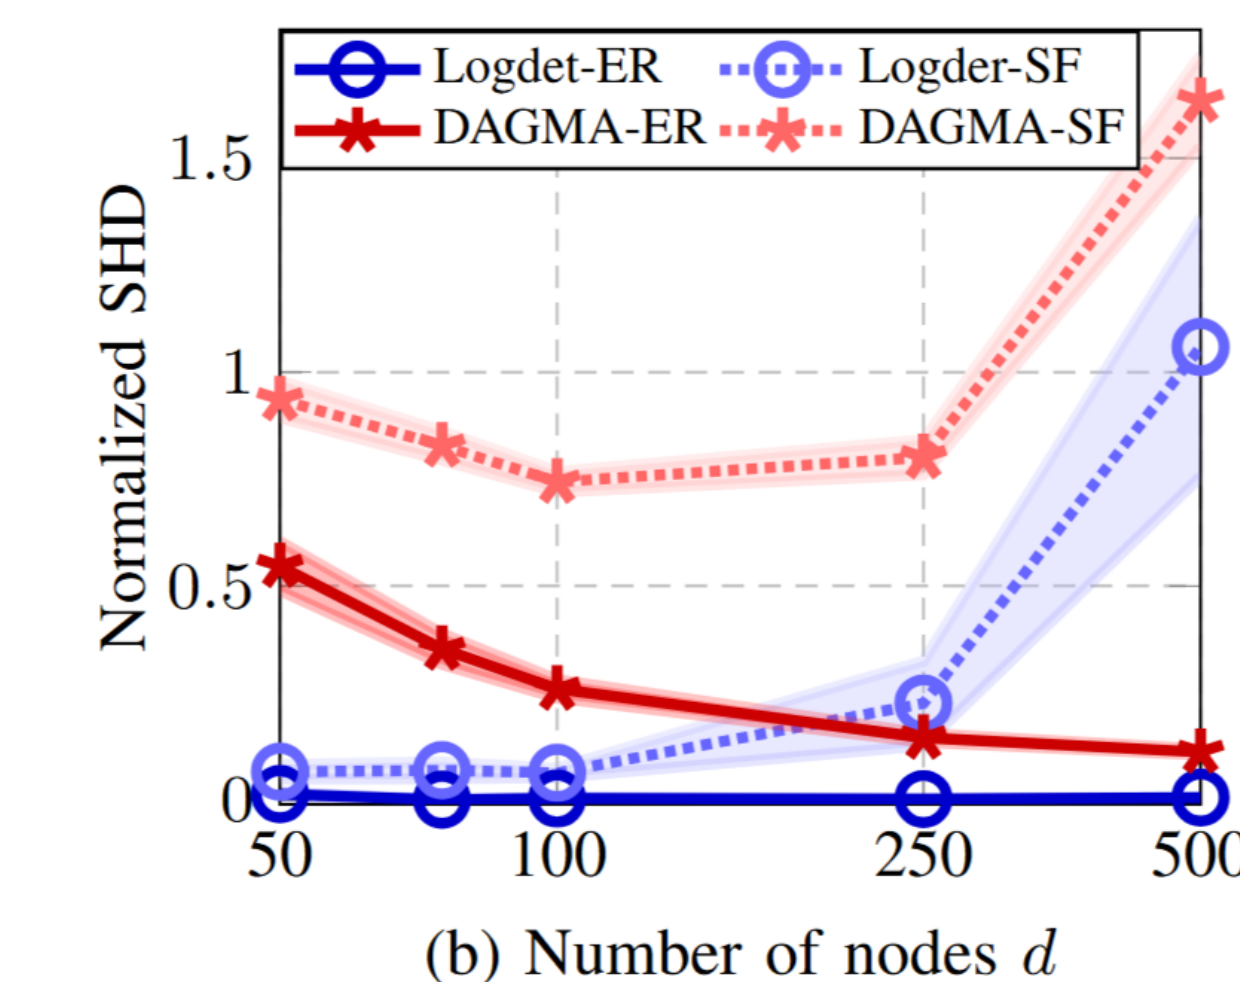 Logdet-ER Logder-SF
DAGMA-ER DAGMA-SF
Normalized SHD
1.5
1
0.5
0
50 100 250 500
(b) Number of nodes d